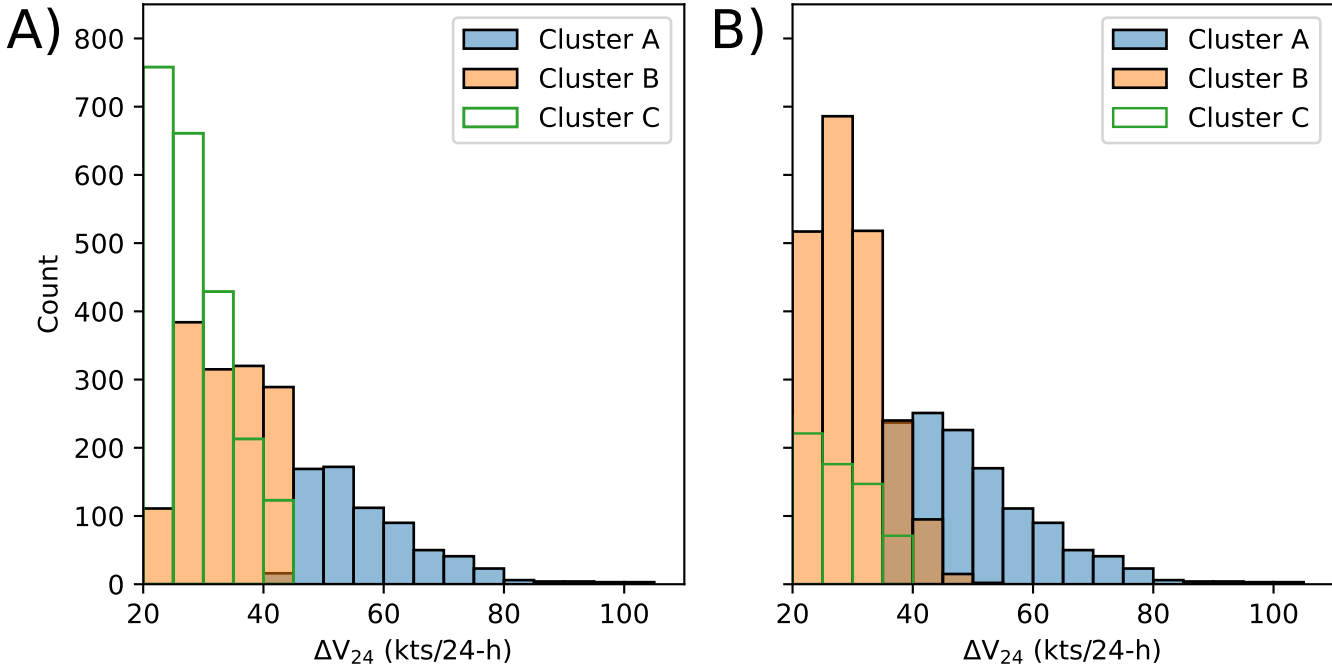 A)
800
700
600
500
400
300
200
100
0
Count
20 40 60 80 100
ΔV₂₄ (kts/24-h)
Cluster A
Cluster B
Cluster C
B)
20 40 60 80 100
ΔV₂₄ (kts/24-h)
Cluster A
Cluster B
Cluster C